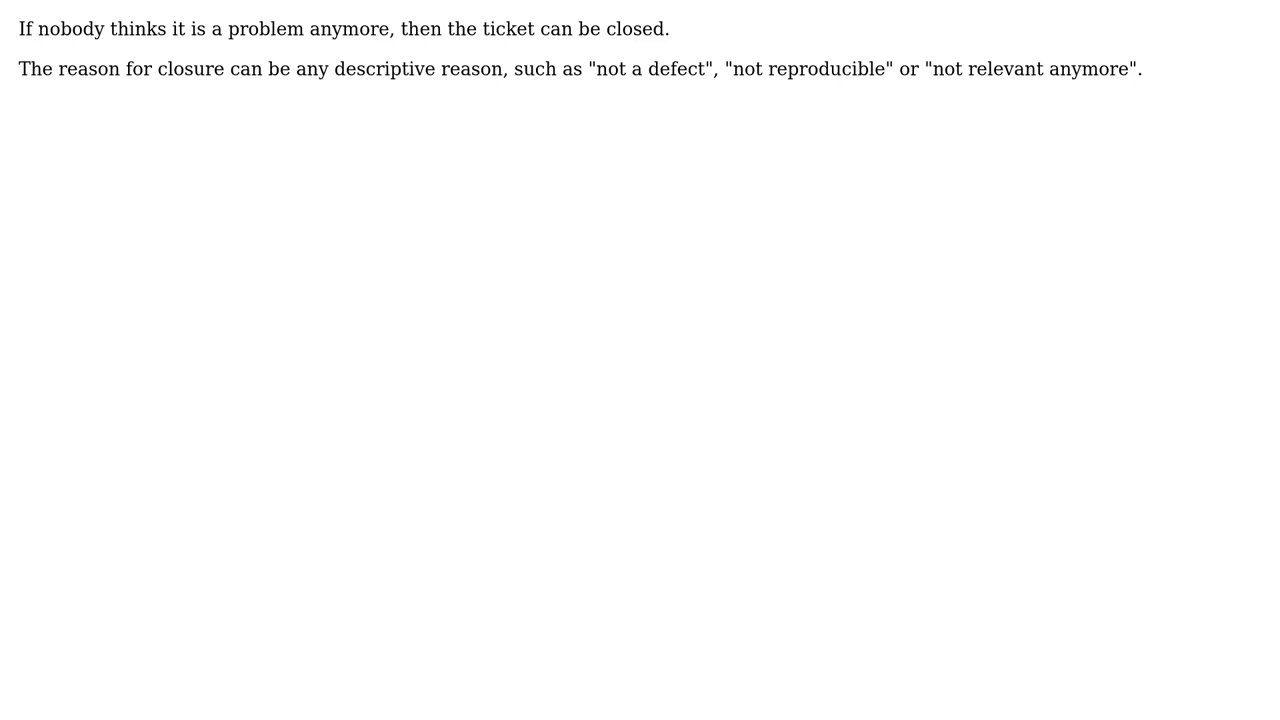 If nobody thinks it is a problem anymore, then the ticket can be closed.
The reason for closure can be any descriptive reason, such as "not a defect", "not reproducible" or "not relevant anymore".